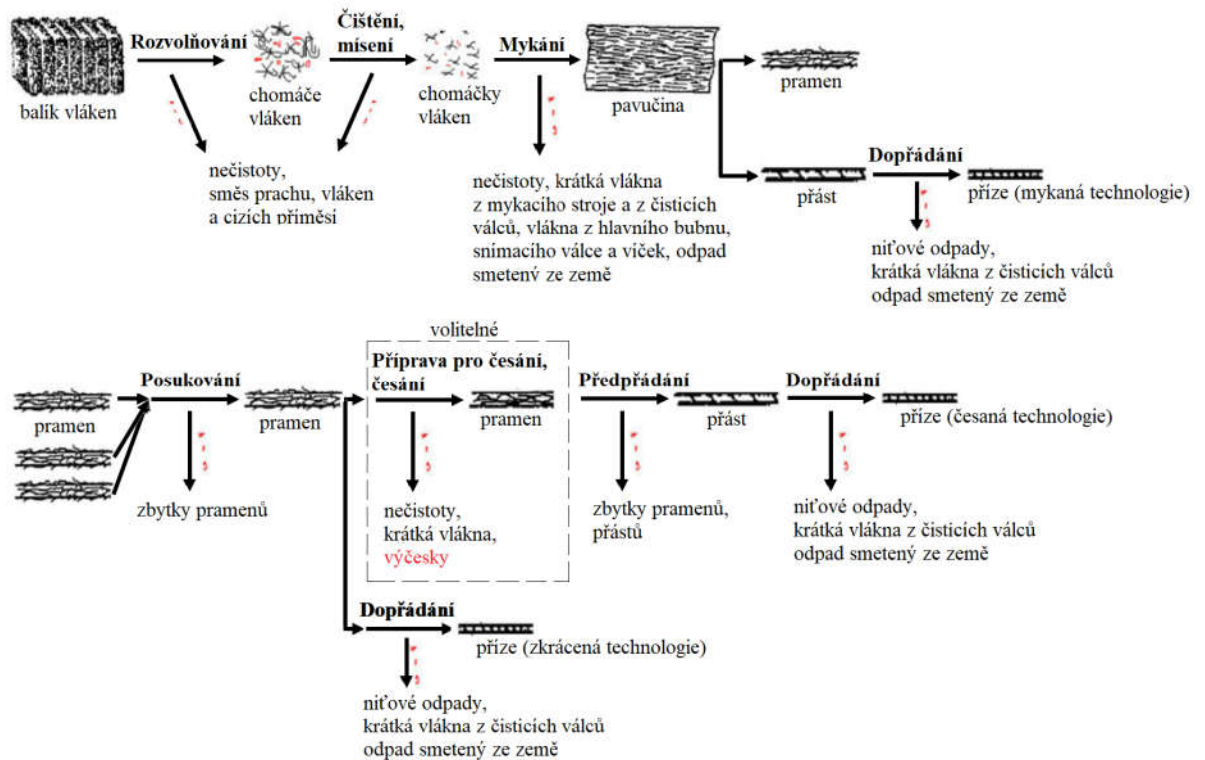 Rozvolňování
Čištění,
mísení
Mykání
balík vláken
chomáče
vláken
chomáčky
vláken
pavučina
pramen
nečistoty,
směs prachu, vláken
a cizích příměsí
nečistoty, krátká vlákna
z mykacího stroje a z čisticích
válců, vlákna z hlavního bubnu,
snímacího válce a víček, odpad
smetený ze země
přást
Dopřádání
příze (mykaná technologie)
niťové odpady,
krátká vlákna z čisticích válců
odpad smetený ze země
volitelné
Posukování
pramen
pramen
zbytky pramenů
Příprava pro česání,
česání
pramen
nečistoty,
krátká vlákna,
výčesky
Předpřádání
přást
zbytky pramenů,
přástů
Dopřádání
příze (česaná technologie)
niťové odpady,
krátká vlákna z čisticích válců
odpad smetený ze země
Dopřádání
příze (zkrácená technologie)
niťové odpady,
krátká vlákna z čisticích válců
odpad smetený ze země